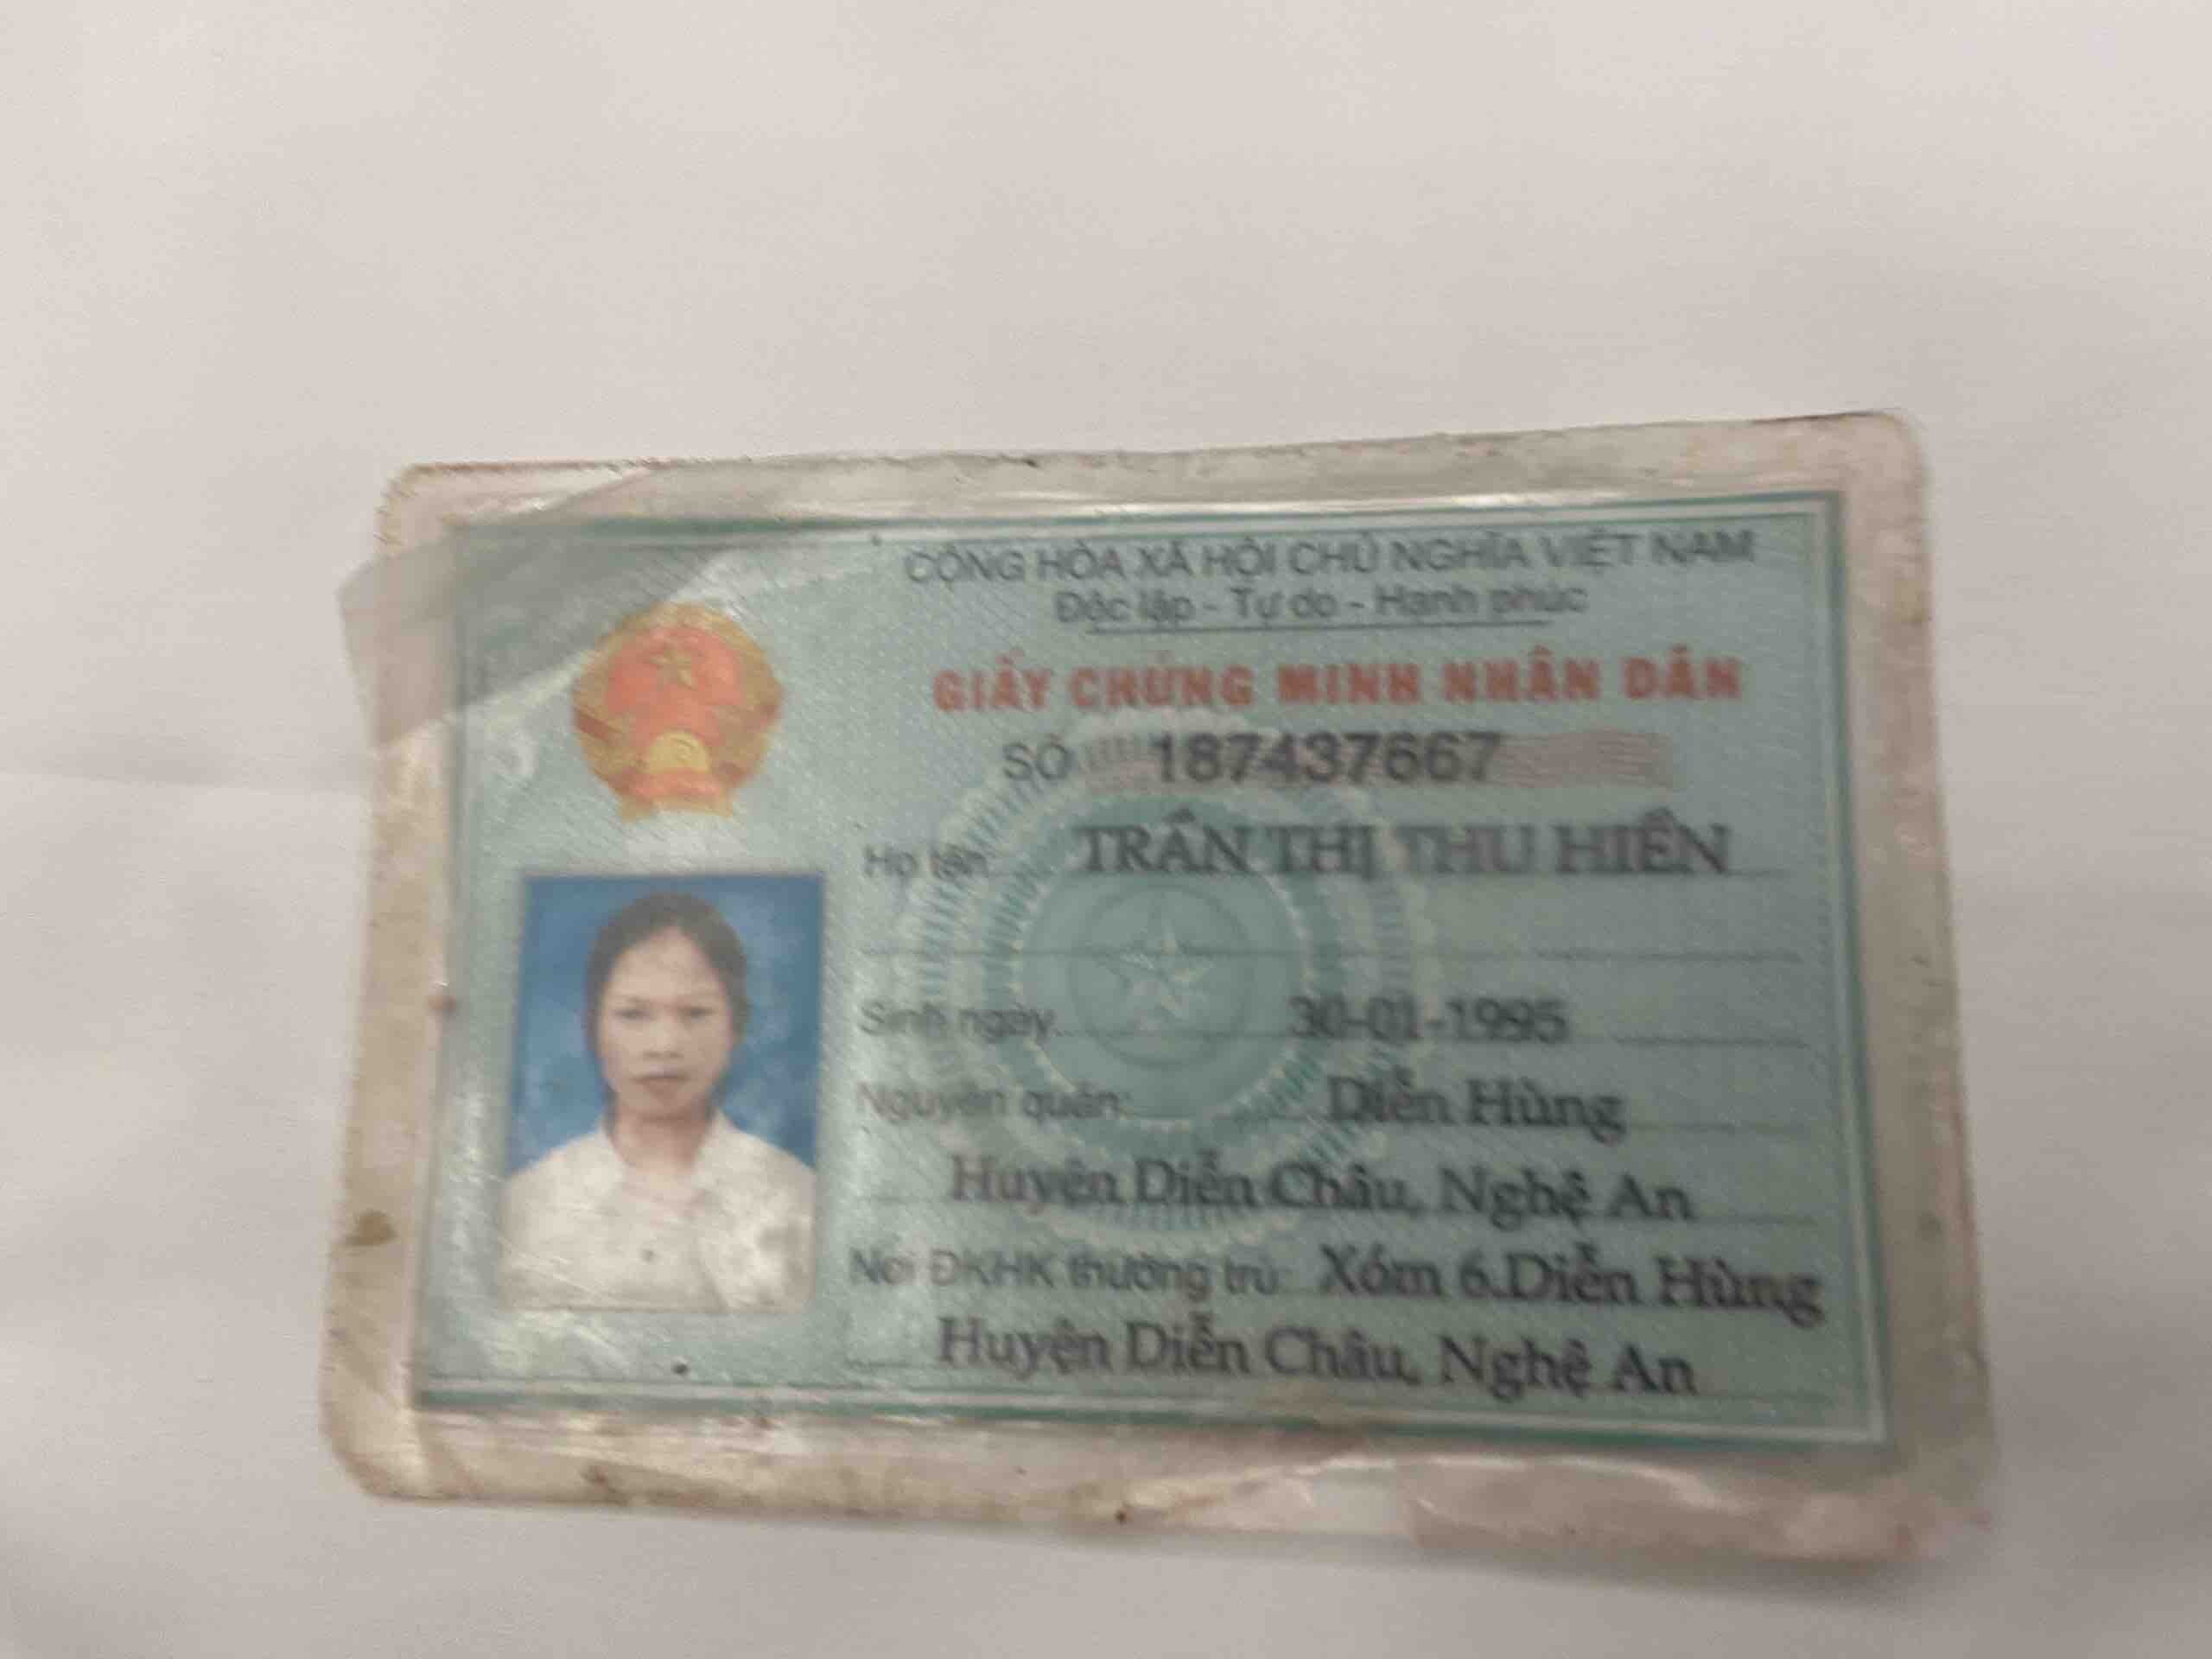 CỘNG HÒA XÃ HỘI CHỦ NGHĨA VIỆT NAM
Độc lập - Tự do - Hạnh phúc
GIẤY CHỨNG MINH NHÂN DÂN
SỐ 187437667
Họ tên: TRẦN THỊ THU HIỀN
Sinh ngày: 30-01-1995
Nguyên quán: Diễn Hùng
Huyện Diễn Châu, Nghệ An
Nơi ĐKHK thường trú: Xóm 6.Diễn Hùng
Huyện Diễn Châu, Nghệ An